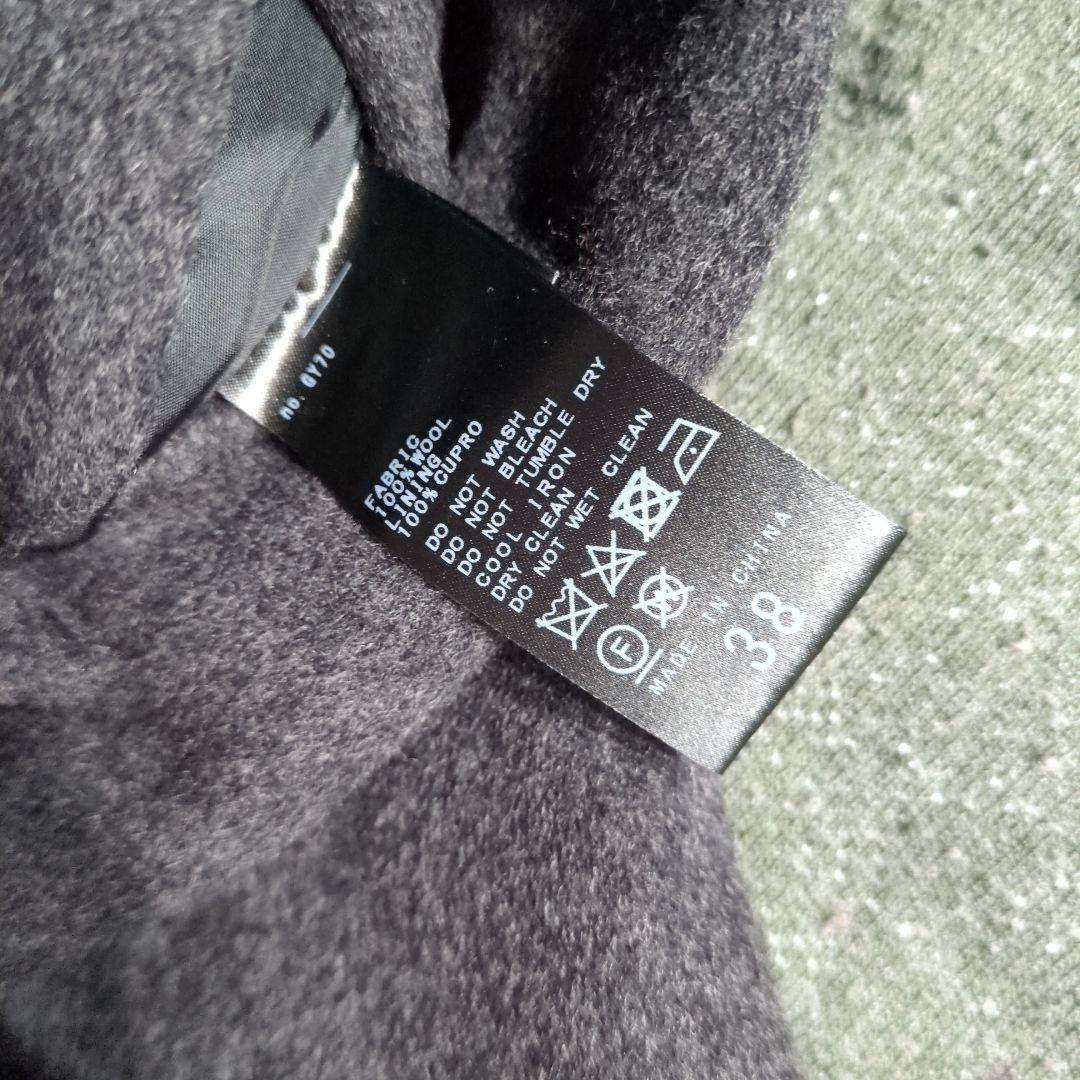 NO. QY70
FABRIC
100%WOOL
LINING
100%CUPRO
DO NOT WASH
DO NOT BLEACH
DO NOT TUMBLE DRY
COOL IRON
DRY CLEAN
DO NOT WET CLEAN
F
MADE IN CHINA
38